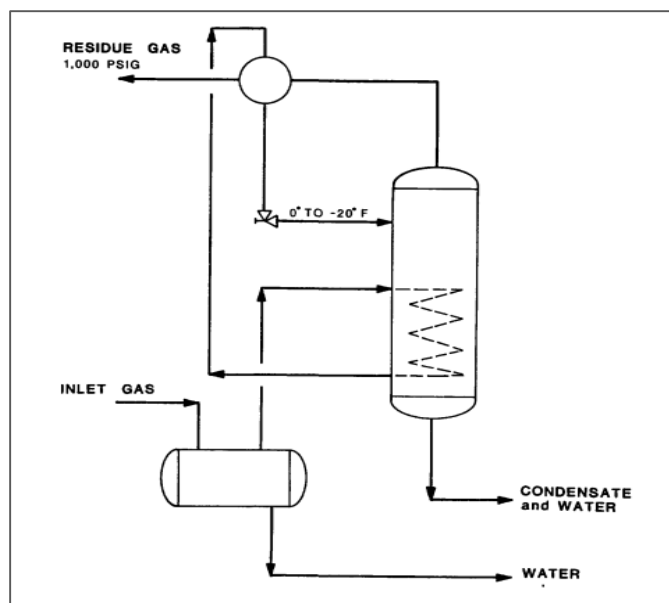 RESIDUE GAS
1,000 PSIG
0° TO -20° F
INLET GAS
CONDENSATE
and WATER
WATER